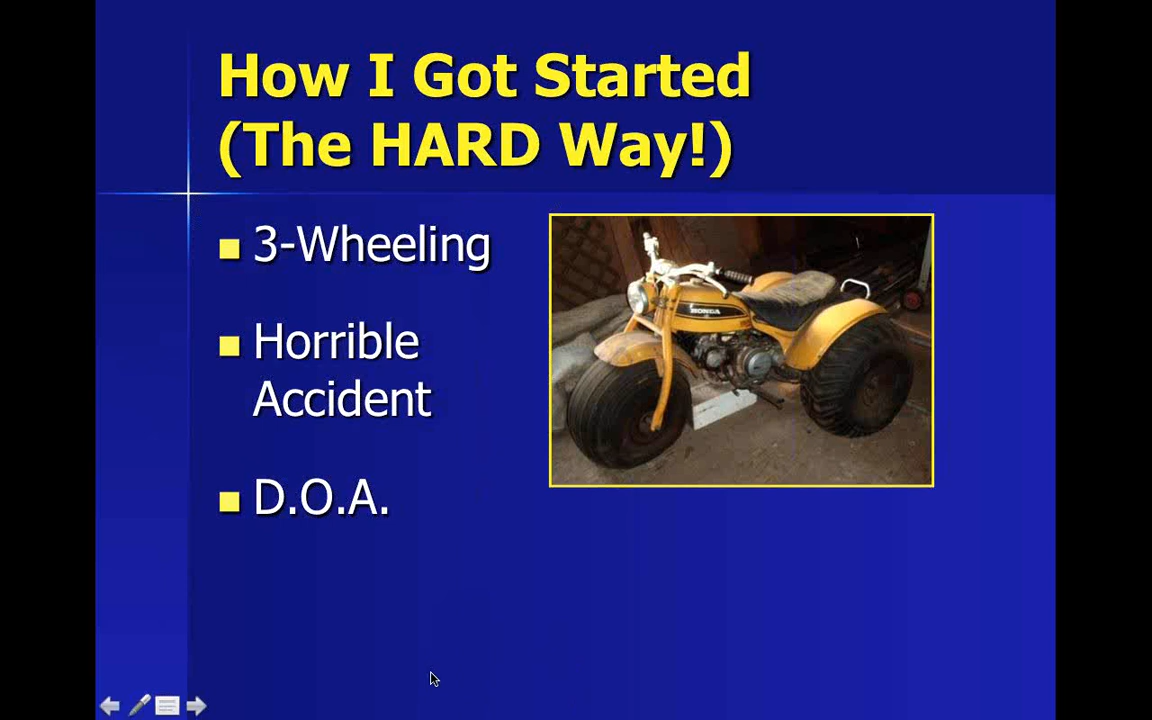 How I Got Started
(The HARD Way!)
3-Wheeling
HONDA
Horrible
Accident
D.O.A.